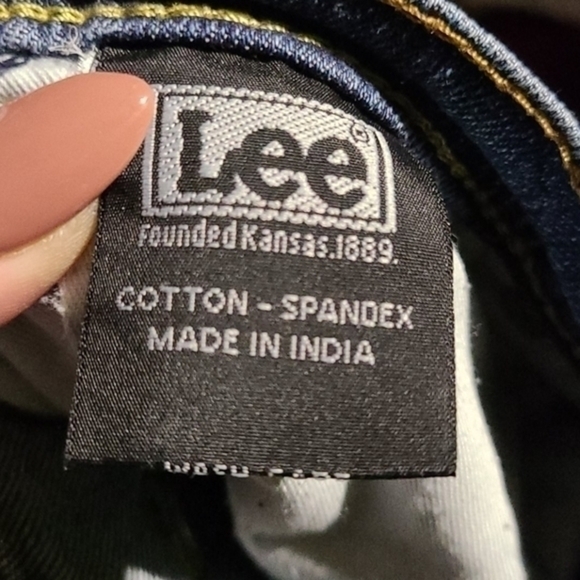 Lee®
Founded Kansas.1889.
COTTON - SPANDEX
MADE IN INDIA